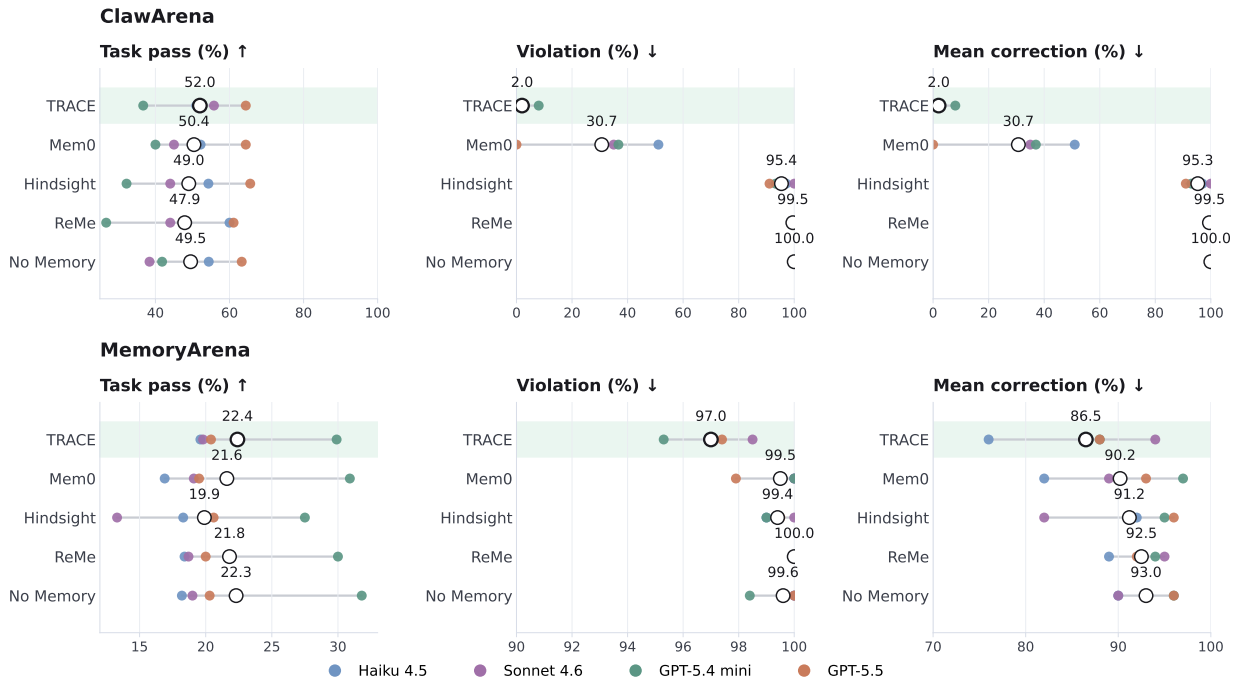 ClawArena
Task pass (%) ↑
Violation (%) ↓
Mean correction (%) ↓
52.0
2.0
2.0
TRACE
TRACE
TRACE
50.4
30.7
30.7
Mem0
Mem0
Mem0
49.0
95.4
95.3
Hindsight
Hindsight
Hindsight
47.9
99.5
99.5
ReMe
ReMe
ReMe
49.5
100.0
100.0
No Memory
No Memory
No Memory
40 60 80 100
0 20 40 60 80 100
0 20 40 60 80 100
MemoryArena
Task pass (%) ↑
Violation (%) ↓
Mean correction (%) ↓
22.4
97.0
86.5
TRACE
TRACE
TRACE
21.6
99.5
90.2
Mem0
Mem0
Mem0
19.9
99.4
91.2
Hindsight
Hindsight
Hindsight
21.8
100.0
92.5
ReMe
ReMe
ReMe
22.3
99.6
93.0
No Memory
No Memory
No Memory
15 20 25 30
90 92 94 96 98 100
70 80 90 100
Haiku 4.5 Sonnet 4.6 GPT-5.4 mini GPT-5.5